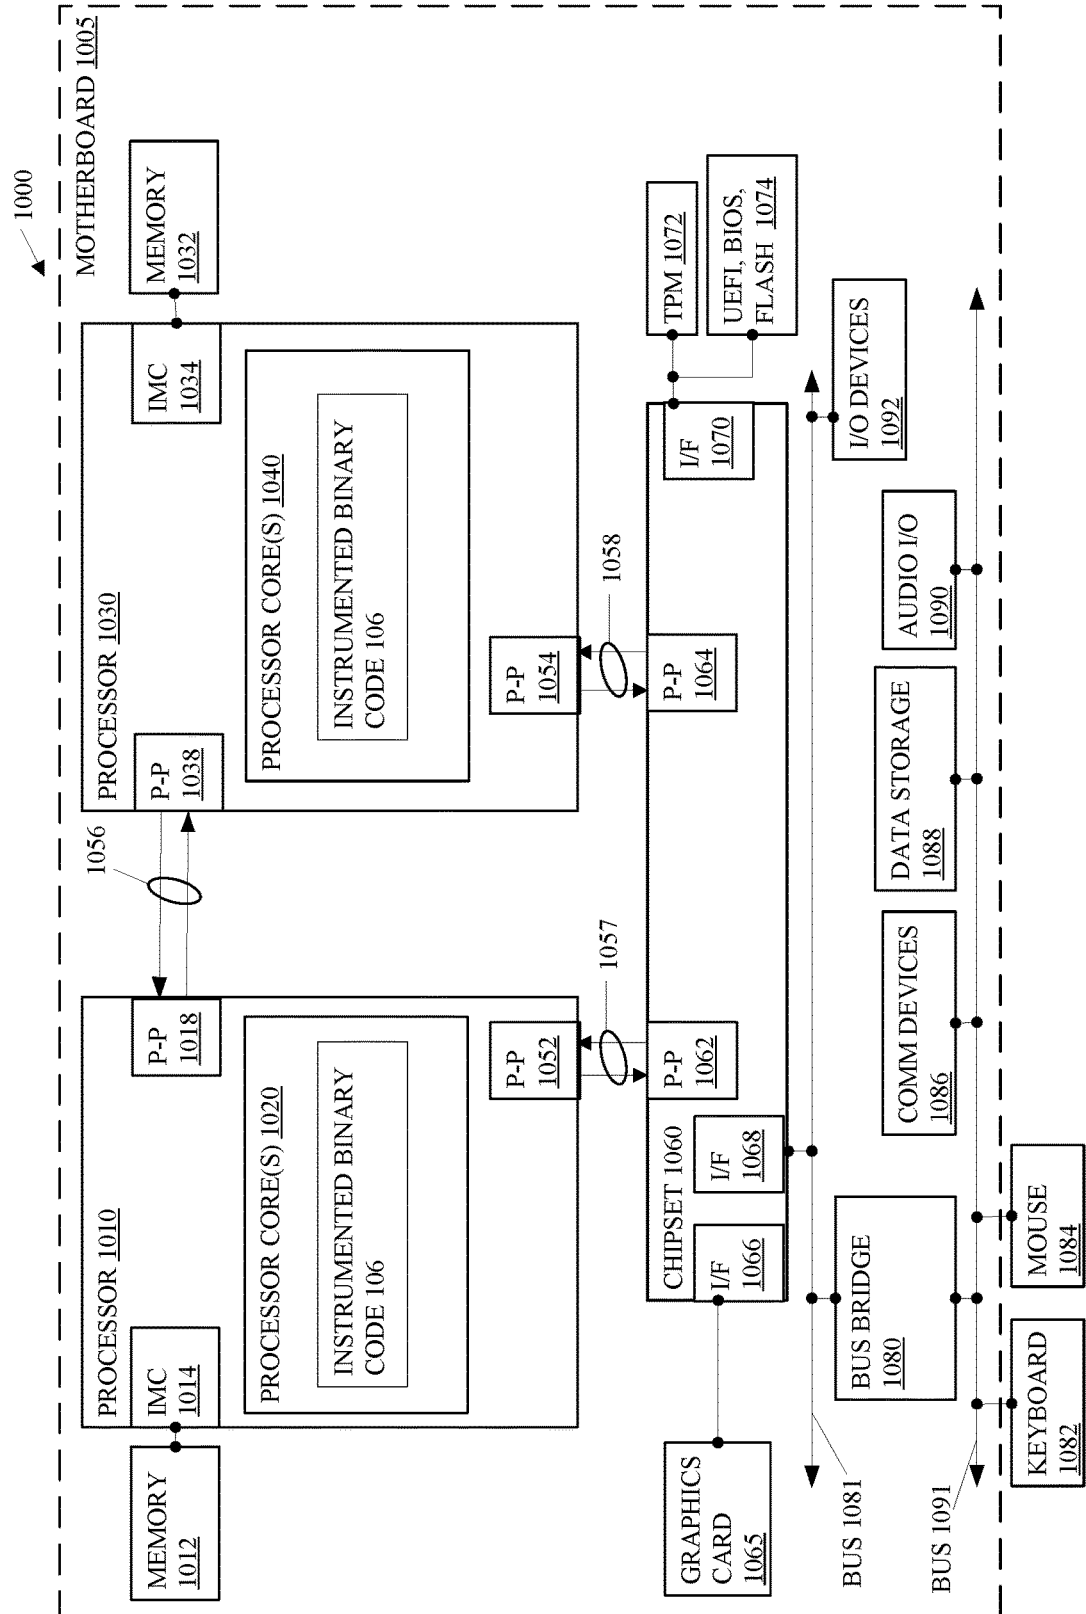 1000
MOTHERBOARD 1005
MEMORY
1012
IMC
1014
PROCESSOR 1010
P-P
1018
PROCESSOR CORE(S) 1020
INSTRUMENTED BINARY
CODE 106
P-P
1052
1056
PROCESSOR 1030
P-P
1038
IMC
1034
MEMORY
1032
PROCESSOR CORE(S) 1040
INSTRUMENTED BINARY
CODE 106
P-P
1054
1057
1058
GRAPHICS
CARD
1065
CHIPSET 1060
I/F
1066
I/F
1068
P-P
1062
P-P
1064
I/F
1070
TPM 1072
UEFI, BIOS,
FLASH 1074
BUS 1081
BUS BRIDGE
1080
I/O DEVICES
1092
BUS 1091
COMM DEVICES
1086
DATA STORAGE
1088
AUDIO I/O
1090
KEYBOARD
1082
MOUSE
1084